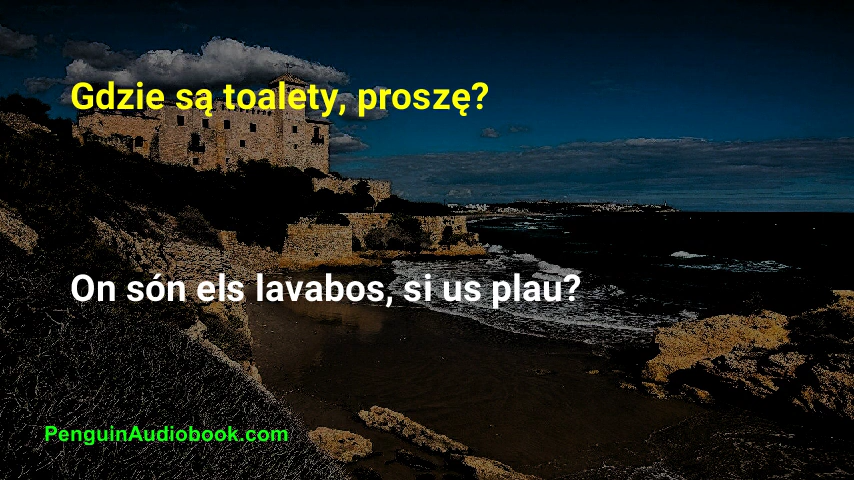 Gdzie są toalety, proszę?
On són els lavabos, si us plau?
PenguinAudiobook.com